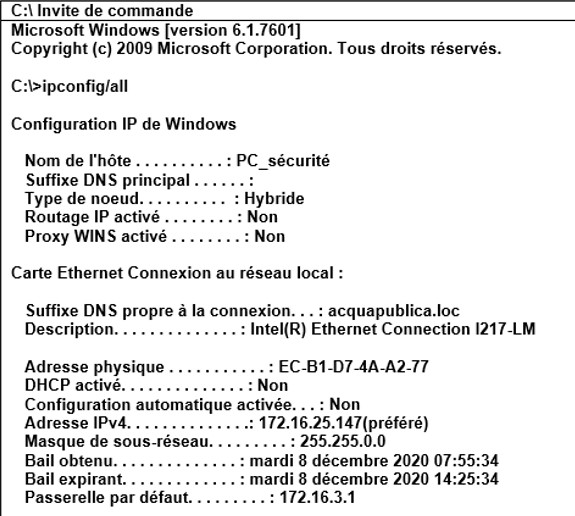 C:\ Invite de commande
Microsoft Windows [version 6.1.7601]
Copyright (c) 2009 Microsoft Corporation. Tous droits réservés.
C:\>ipconfig/all
Configuration IP de Windows
Nom de l'hôte . . . . . . . . . . : PC_sécurité
Suffixe DNS principal . . . . . . :
Type de noeud. . . . . . . . . .  : Hybride
Routage IP activé . . . . . . . . : Non
Proxy WINS activé . . . . . . . . : Non
Carte Ethernet Connexion au réseau local :
Suffixe DNS propre à la connexion. . . : acquapublica.loc
Description. . . . . . . . . . . . . . : Intel(R) Ethernet Connection I217-LM
Adresse physique . . . . . . . . . . . : EC-B1-D7-4A-A2-77
DHCP activé. . . . . . . . . . . . . . : Non
Configuration automatique activée. . . : Non
Adresse IPv4. . . . . . . . . . . . . .: 172.16.25.147(préféré)
Masque de sous-réseau. . . . . . . . . : 255.255.0.0
Bail obtenu. . . . . . . . . . . . . . : mardi 8 décembre 2020 07:55:34
Bail expirant. . . . . . . . . . . . . : mardi 8 décembre 2020 14:25:34
Passerelle par défaut. . . . . . . . . : 172.16.3.1